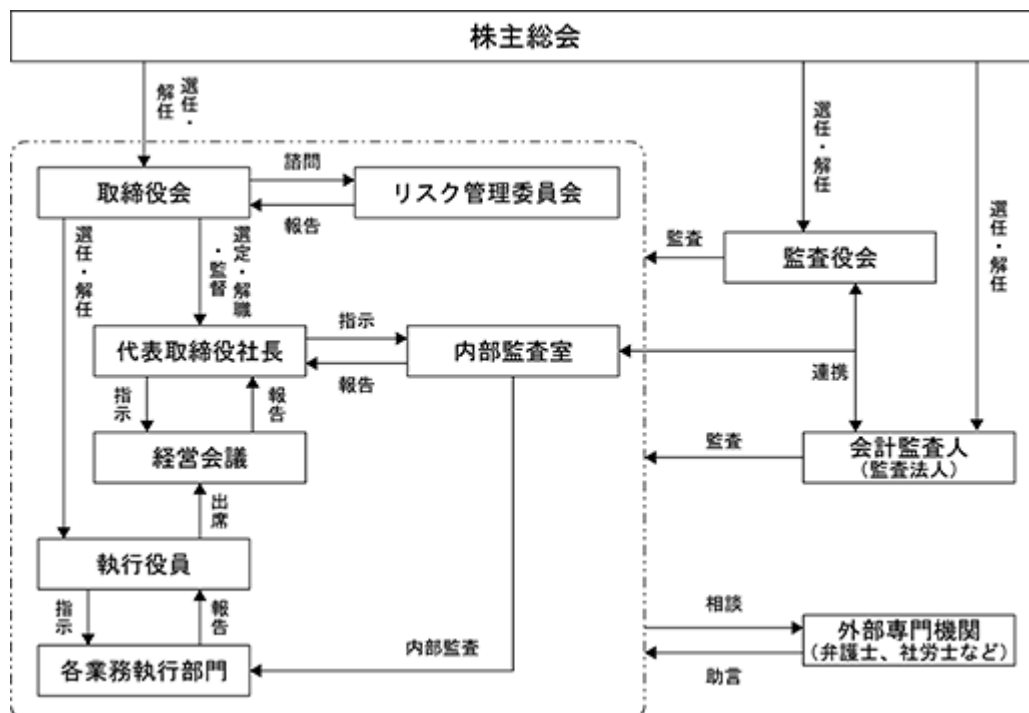 株主総会
選任・
解任
選任・解任
選任・解任
諮問
取締役会
リスク管理委員会
報告
監査
監査役会
選任・解任
選定・解職
・監督
指示
代表取締役社長
内部監査室
報告
連携
指示
報告
経営会議
監査
会計監査人
(監査法人)
出席
執行役員
指示
報告
相談
外部専門機関
(弁護士、社労士など)
内部監査
各業務執行部門
助言